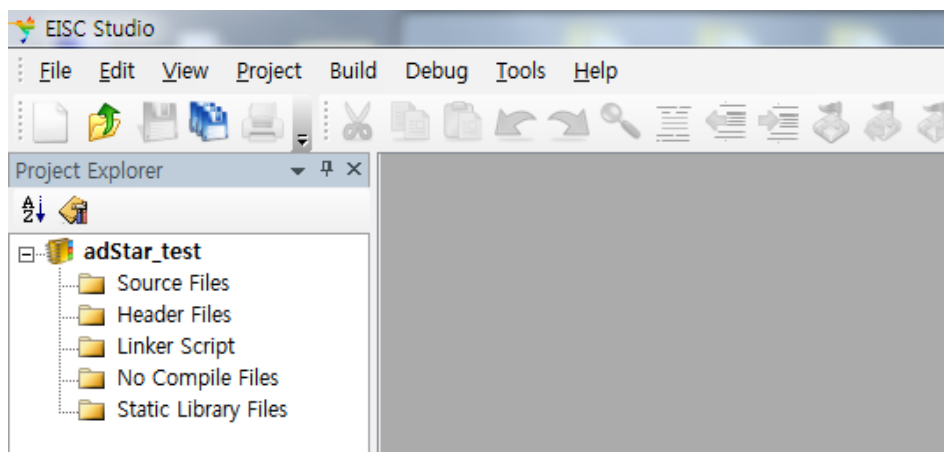 EISC Studio
File Edit View Project Build Debug Tools Help
Project Explorer
A
Z
adStar_test
Source Files
Header Files
Linker Script
No Compile Files
Static Library Files